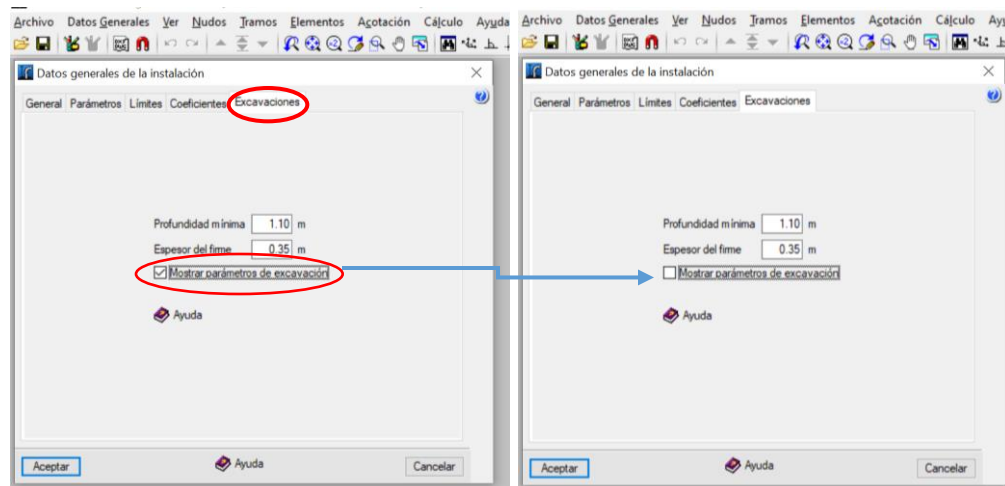 Archivo Datos Generales Ver Nudos Tramos Elementos Acotación Cálculo Ayuda
Datos generales de la instalación
General Parámetros Límites Coeficientes Excavaciones
Profundidad mínima 1.10 m
Espesor del firme 0.35 m
Mostrar parámetros de excavación
Ayuda
Aceptar Ayuda Cancelar
Archivo Datos Generales Ver Nudos Tramos Elementos Acotación Cálculo
Datos generales de la instalación
General Parámetros Límites Coeficientes Excavaciones
Profundidad mínima 1.10 m
Espesor del firme 0.35 m
Mostrar parámetros de excavación
Ayuda
Aceptar Ayuda Cancelar